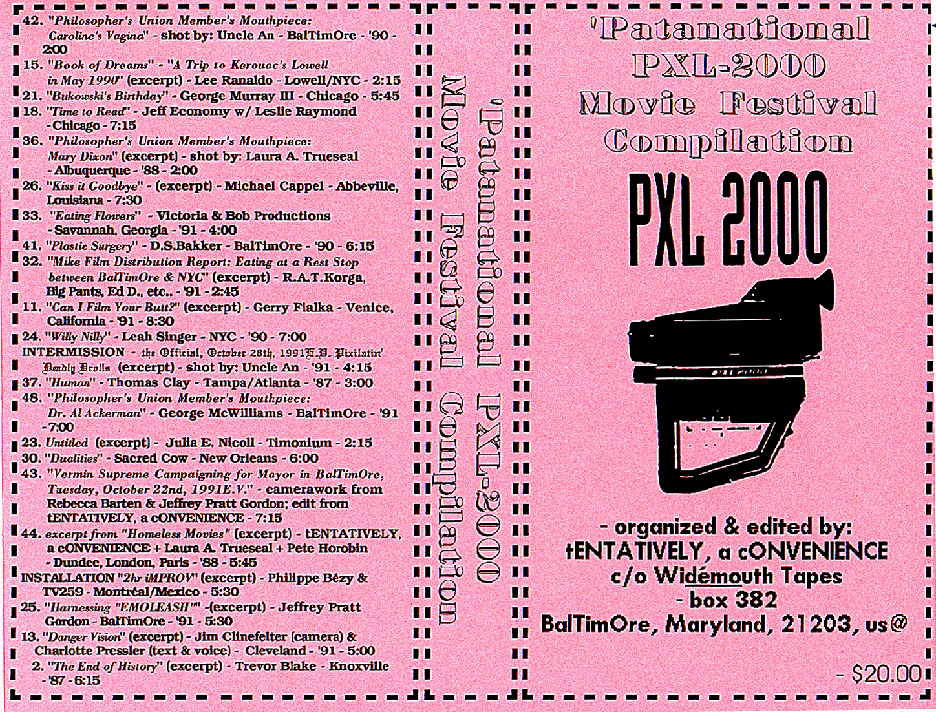 42. "Philosopher's Union Member's Mouthpiece:
Caroline's Vagina" - shot by: Uncle An - BalTimOre - '90 -
2:00
15. "Book of Dreams" - "A Trip to Kerouac's Lowell
in May 1990" (excerpt) - Lee Ranaldo - Lowell/NYC - 2:15
21. "Bukowski's Birthday" - George Murray III - Chicago - 5:45
18. "Time to Read" - Jeff Economy w/ Leslie Raymond
-Chicago - 7:15
36. "Philosopher's Union Member's Mouthpiece:
Mary Dixon" (excerpt) - shot by: Laura A. Trueseal
- Albuquerque - '88 - 2:00
26. "Kiss it Goodbye" - (excerpt) - Michael Cappel - Abbeville,
Louisiana - 7:30
33. "Eating Flowers" - Victoria & Bob Productions
- Savannah, Georgia - '91 - 4:00
41. "Plastic Surgery" - D.S.Bakker - BalTimOre - '90 - 6:15
32. "Mike Film Distribution Report: Eating at a Rest Stop
between BalTimOre & NYC" (excerpt) - R.A.T.Korga,
Big Pants, Ed D., etc.. - '91 - 2:45
11. "Can I Film Your Butt?" (excerpt) - Gerry Fialka - Venice,
California - '91 - 8:30
24. "Willy Nilly" - Leah Singer - NYC - '90 - 7:00
INTERMISSION - the Official, October 28th, 1991 E.V. Pixilatin'
Deadly Dralls (excerpt) - shot by: Uncle An - '91 - 4:15
37. "Human" - Thomas Clay - Tampa/Atlanta - '87 - 3:00
48. "Philosopher's Union Member's Mouthpiece:
Dr. Al Ackerman" - George McWilliams - BalTimOre - '91
-7:00
23. Untitled (excerpt) - Julia E. Nicoll - Timonium - 2:15
30. "Dualities" - Sacred Cow - New Orleans - 6:00
43. "Vermin Supreme Campaigning for Mayor in BalTimOre,
Tuesday, October 22nd, 1991E.V." - camerawork from
Rebecca Barten & Jeffrey Pratt Gordon; edit from
tENTATIVELY, a cONVENIENCE - 7:15
44. excerpt from "Homeless Movies" (excerpt) - tENTATIVELY,
a cONVENIENCE + Laura A. Trueseal + Pete Horobin
- Dundee, London, Paris - '88 - 5:45
INSTALLATION "2hr iMPROV" (excerpt) - Philippe Bézy &
TV259 - Montréal/Mexico - 5:30
25. "Harnessing "EMOLEASH"" -(excerpt) - Jeffrey Pratt
Gordon - BalTimOre - '91 - 5:30
13. "Danger Vision" (excerpt) - Jim Clinefelter (camera) &
Charlotte Pressler (text & voice) - Cleveland - '91 - 5:00
2. "The End of History" (excerpt) - Trevor Blake - Knoxville
- '87 - 6:15
'Patanational PXL-2000
Movie Festival Compilation
'Patanational
PXL-2000
Movie Festival
Compilation
PXL 2000
PXL 2000
- organized & edited by:
tENTATIVELY, a cONVENIENCE
c/o Widémouth Tapes
- box 382
BalTimOre, Maryland, 21203, us@
- $20.00